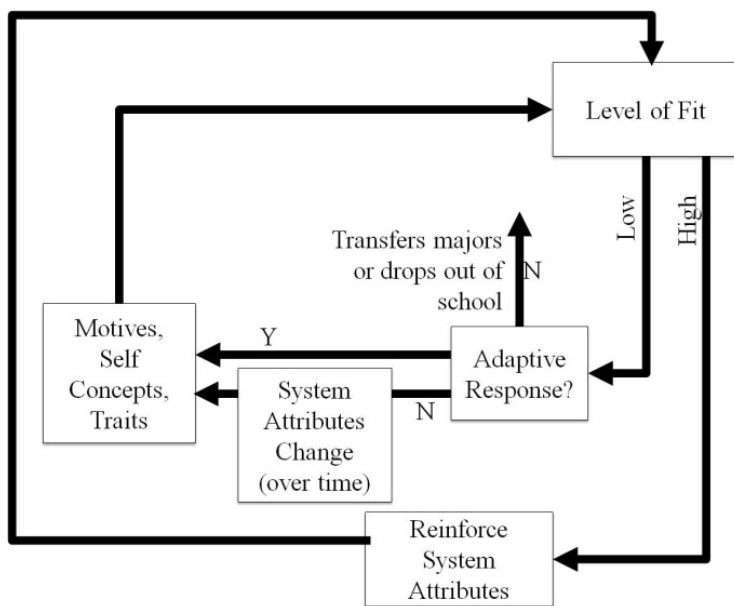 Level of Fit
Low
High
Transfers majors
or drops out of
school
N
Motives,
Self
Concepts,
Traits
Y
Adaptive
Response?
System
Attributes
Change
(over time)
N
Reinforce
System
Attributes